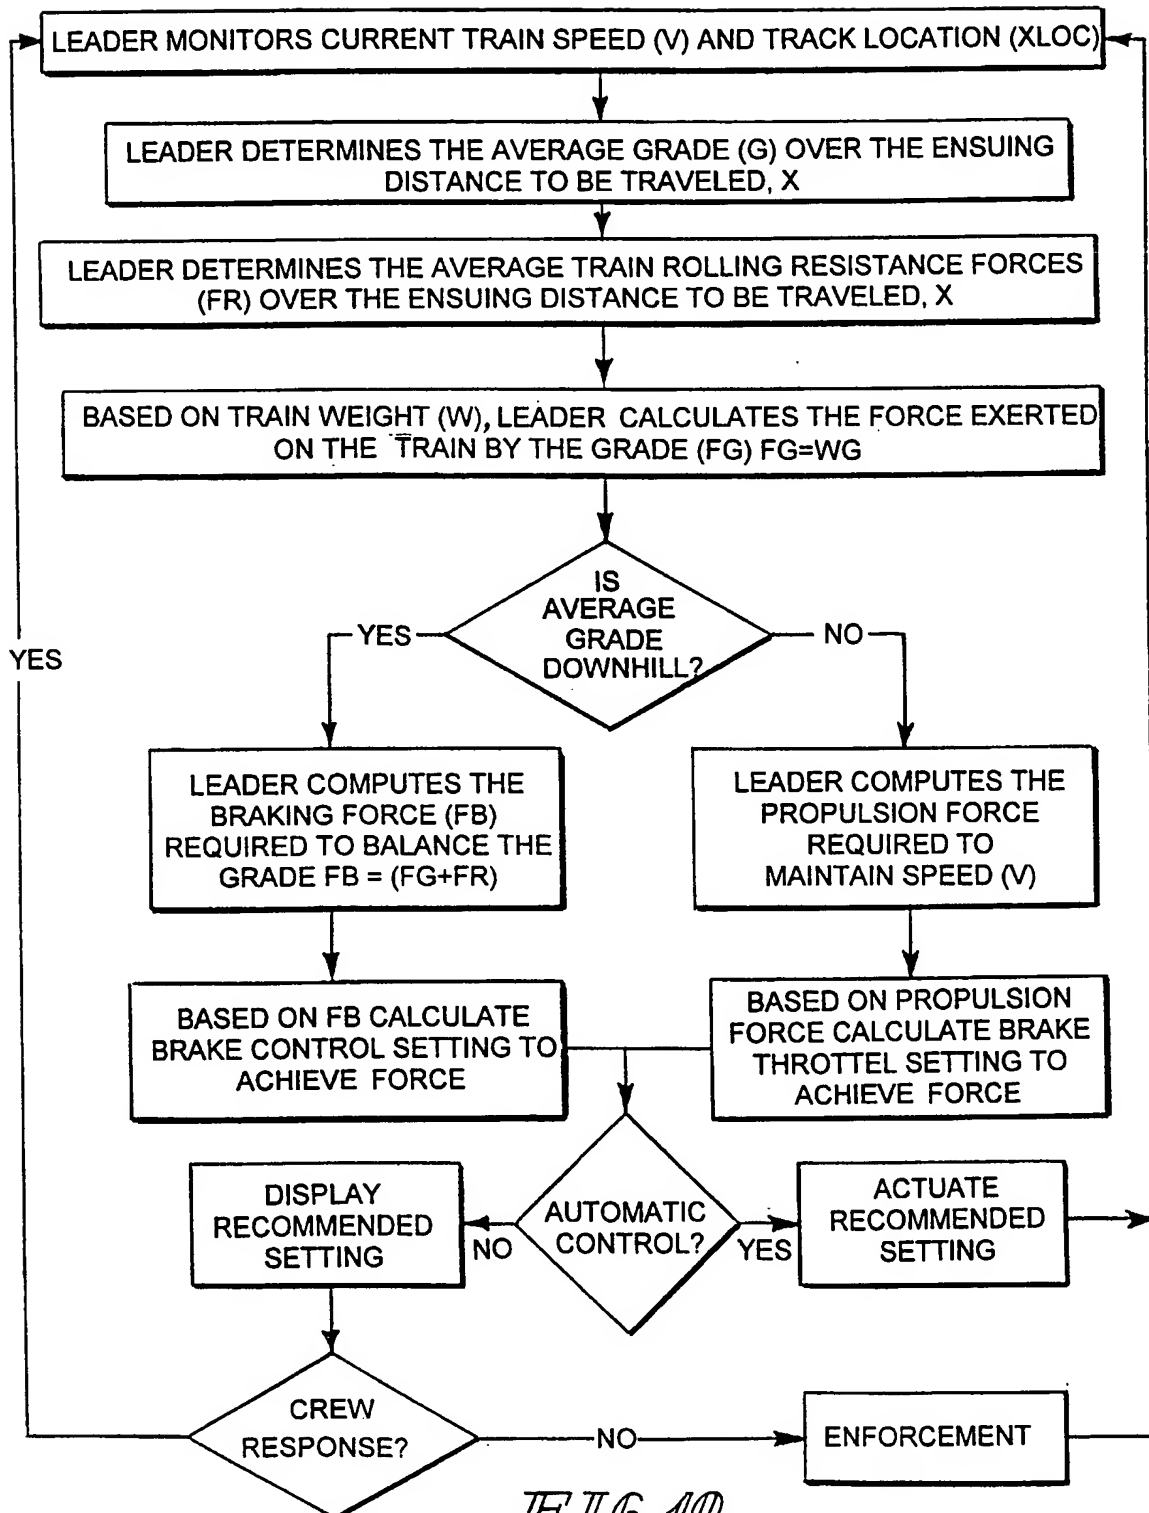 LEADER MONITORS CURRENT TRAIN SPEED (V) AND TRACK LOCATION (XLOC)
LEADER DETERMINES THE AVERAGE GRADE (G) OVER THE ENSUING
DISTANCE TO BE TRAVELED, X
LEADER DETERMINES THE AVERAGE TRAIN ROLLING RESISTANCE FORCES
(FR) OVER THE ENSUING DISTANCE TO BE TRAVELED, X
BASED ON TRAIN WEIGHT (W), LEADER CALCULATES THE FORCE EXERTED
ON THE TRAIN BY THE GRADE (FG) FG=WG
IS
AVERAGE
GRADE
DOWNHILL?
YES
NO
YES
LEADER COMPUTES THE
BRAKING FORCE (FB)
REQUIRED TO BALANCE THE
GRADE FB = (FG+FR)
LEADER COMPUTES THE
PROPULSION FORCE
REQUIRED TO
MAINTAIN SPEED (V)
BASED ON FB CALCULATE
BRAKE CONTROL SETTING TO
ACHIEVE FORCE
BASED ON PROPULSION
FORCE CALCULATE BRAKE
THROTTEL SETTING TO
ACHIEVE FORCE
DISPLAY
RECOMMENDED
SETTING
NO
AUTOMATIC
CONTROL?
YES
ACTUATE
RECOMMENDED
SETTING
CREW
RESPONSE?
NO
ENFORCEMENT